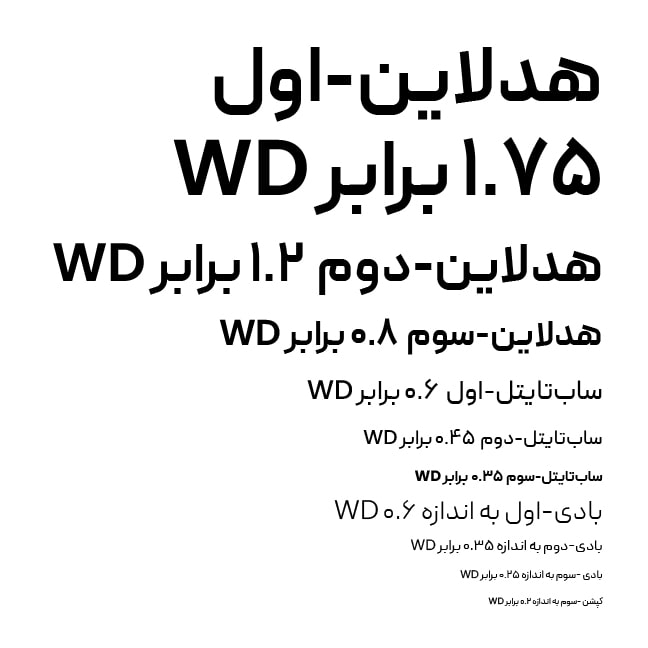 هدلاین-اول
۱.۷۵ برابر WD
هدلاین-دوم ۱.۲ برابر WD
هدلاین-سوم ۰.۸ برابر WD
ساب‌تایتل-اول ۰.۶ برابر WD
ساب‌تایتل-دوم ۰.۴۵ برابر WD
ساب‌تایتل-سوم ۰.۳۵ برابر WD
بادی-اول به اندازه ۰.۶ WD
بادی-دوم به اندازه ۰.۳۵ برابر WD
بادی -سوم به اندازه ۰.۲۵ برابر WD
کپشن -سوم به اندازه ۰.۲ برابر WD